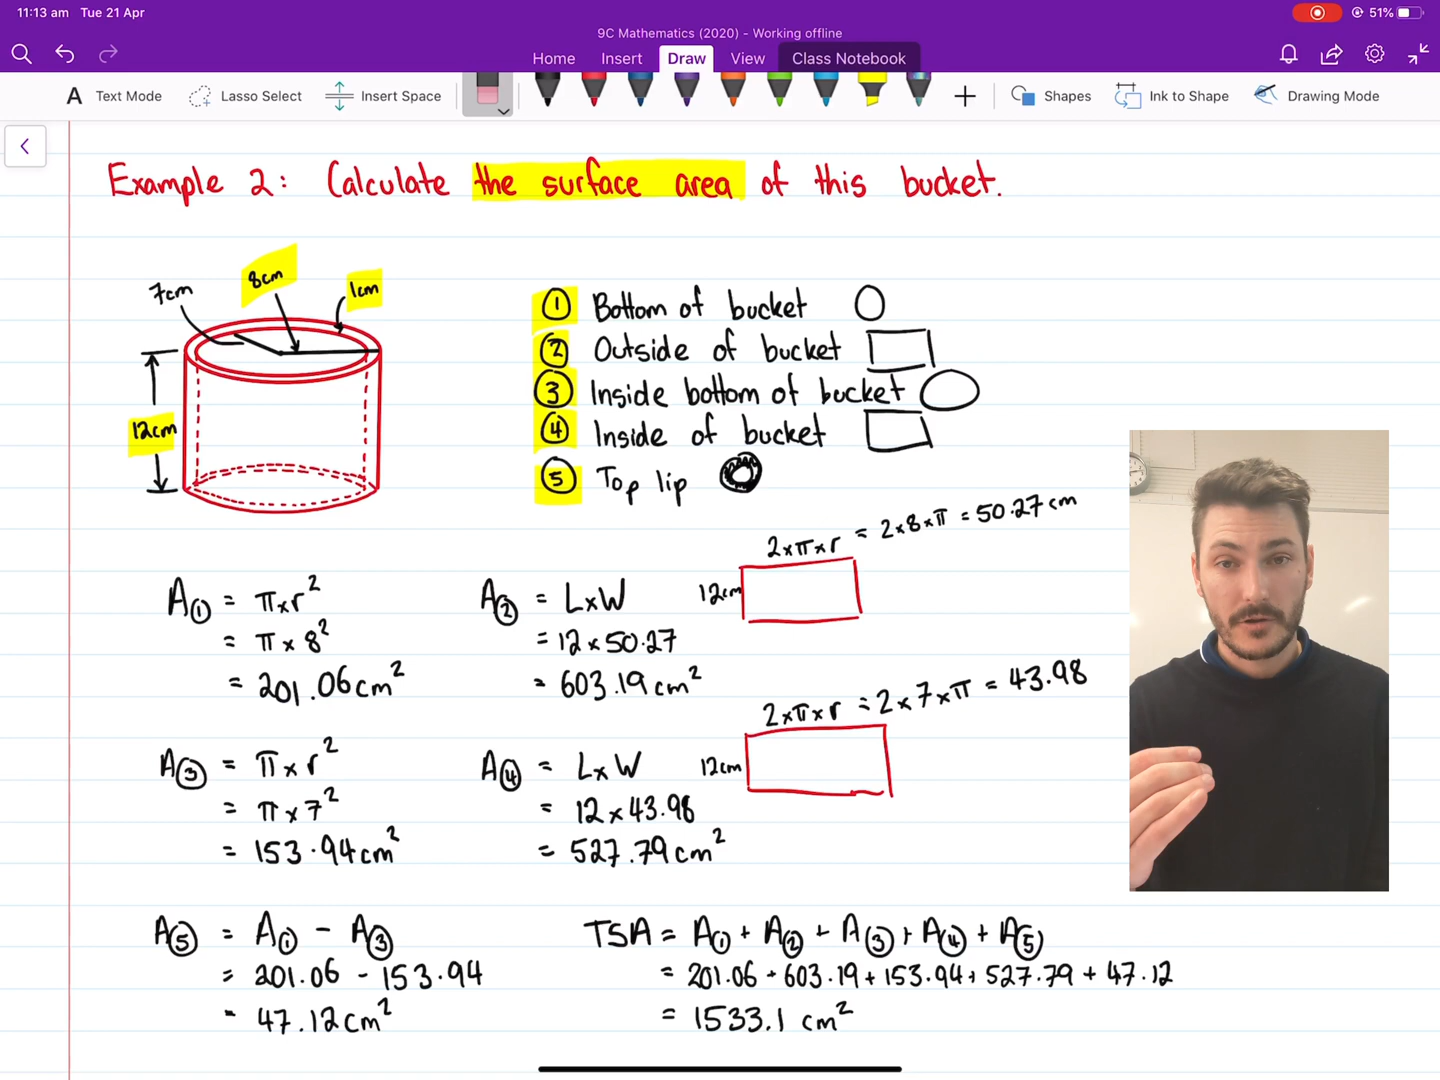 11:13 am Tue 21 Apr
51%
9C Mathematics (2020) - Working offline
Home Insert Draw View Class Notebook
A Text Mode Lasso Select Insert Space Shapes Ink to Shape Drawing Mode
Example 2: Calculate the surface area of this bucket.
7cm 8cm 1cm
12cm
① Bottom of bucket
② Outside of bucket
③ Inside bottom of bucket
④ Inside of bucket
⑤ Top lip
A① = π×r²
= π × 8²
= 201.06cm²
A② = L×W
= 12 × 50.27
= 603.19cm²
2×π×r = 2×8×π = 50.27cm
12cm
A③ = π×r²
= π × 7²
= 153.94cm²
A④ = L×W
= 12 × 43.98
= 527.79cm²
2×π×r = 2×7×π = 43.98
12cm
A⑤ = A① - A③
= 201.06 - 153.94
= 47.12cm²
TSA = A① + A② + A③ + A④ + A⑤
= 201.06 + 603.19 + 153.94 + 527.79 + 47.12
= 1533.1 cm²